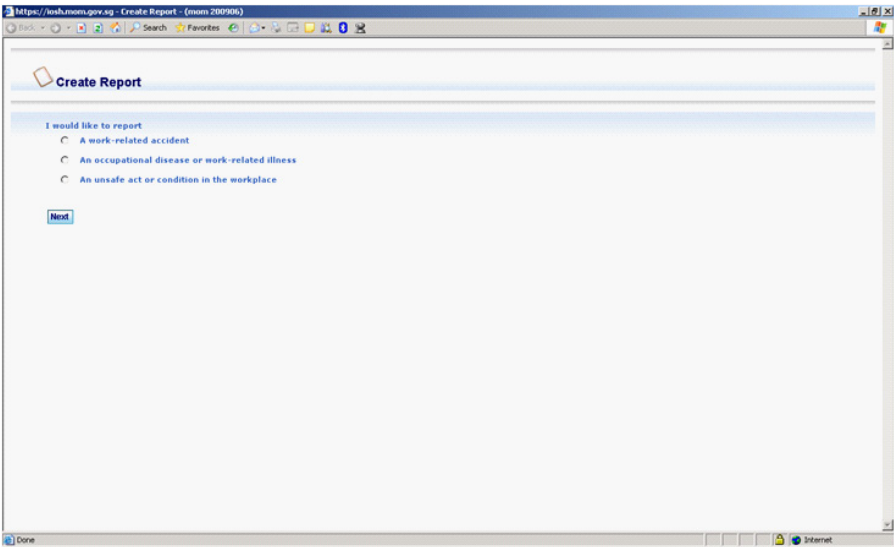 https://iosh.mom.gov.sg - Create Report - (mom 200906)
Back Search Favorites
Create Report
I would like to report
A work-related accident
An occupational disease or work-related illness
An unsafe act or condition in the workplace
Next
Done Internet